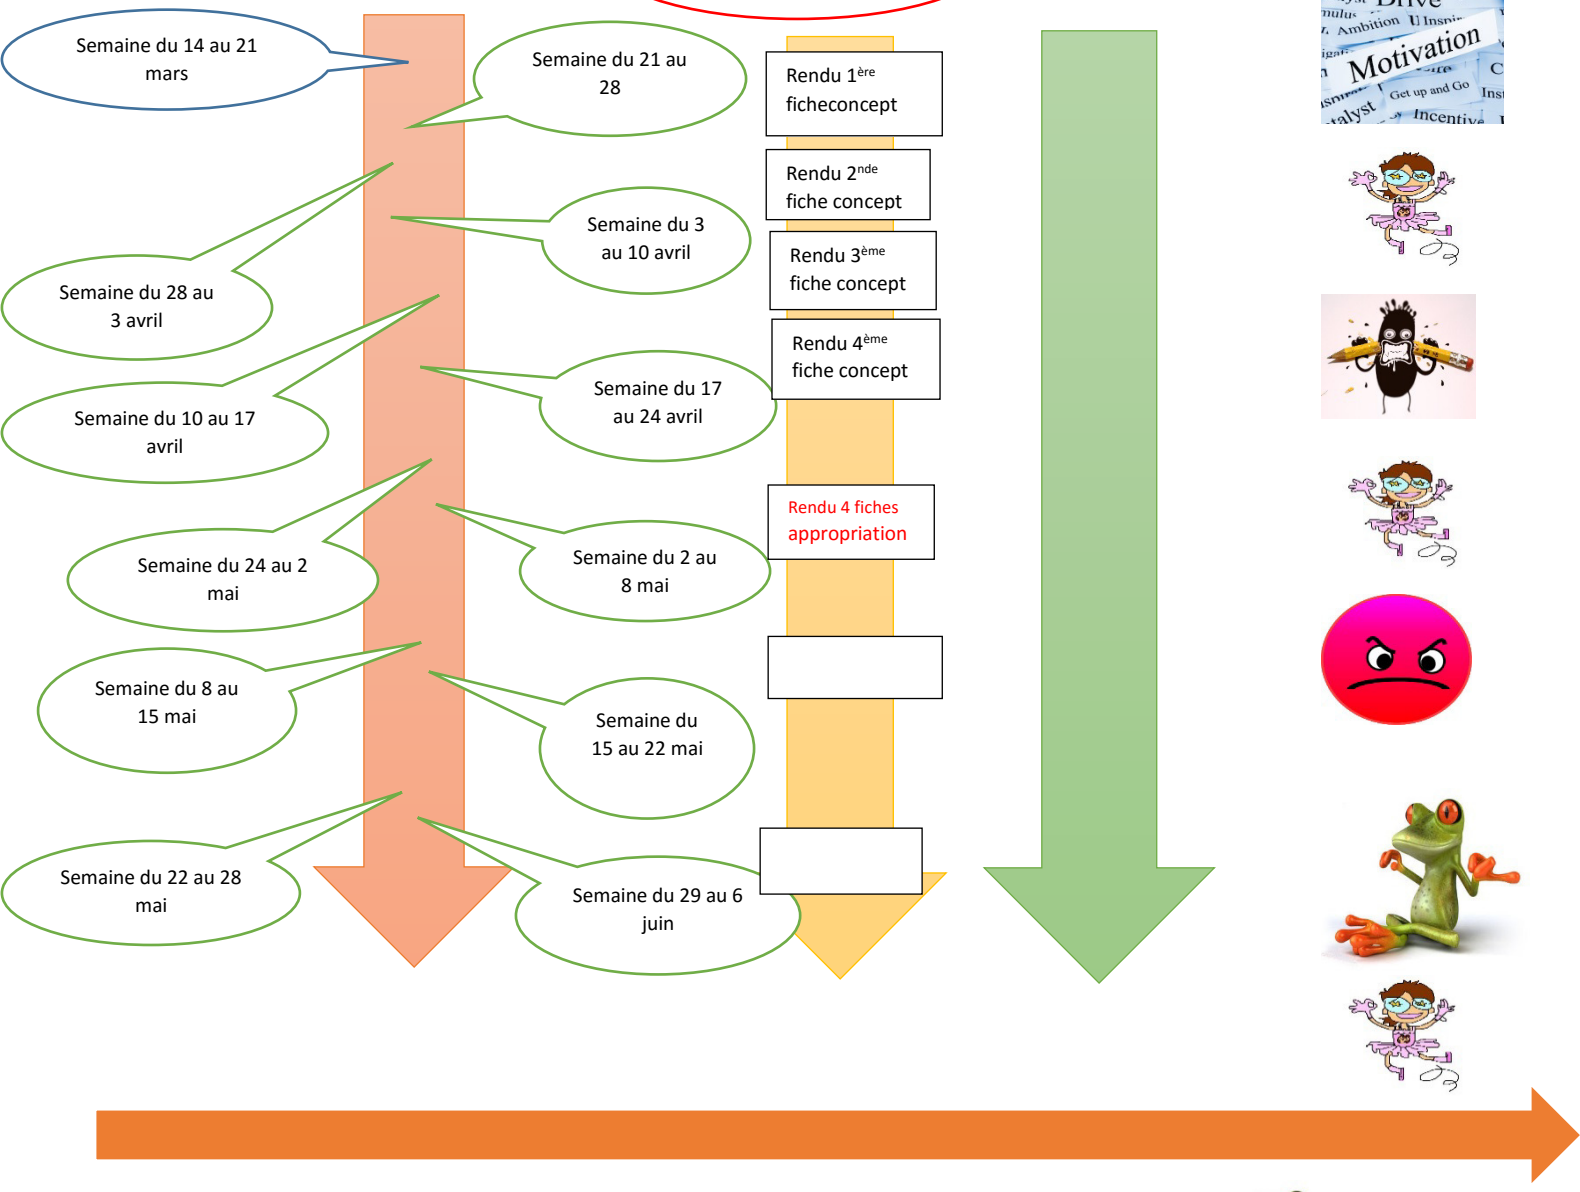 Semaine du 14 au 21
mars
Semaine du 21 au
28
Semaine du 28 au
3 avril
Semaine du 3
au 10 avril
Semaine du 10 au 17
avril
Semaine du 17
au 24 avril
Semaine du 24 au 2
mai
Semaine du 2 au
8 mai
Semaine du 8 au
15 mai
Semaine du
15 au 22 mai
Semaine du 22 au 28
mai
Semaine du 29 au 6
juin
Rendu 1ère
ficheconcept
Rendu 2nde
fiche concept
Rendu 3ème
fiche concept
Rendu 4ème
fiche concept
Rendu 4 fiches
appropriation
Drive
Ambition
Motivation
Get up and Go
Incentive